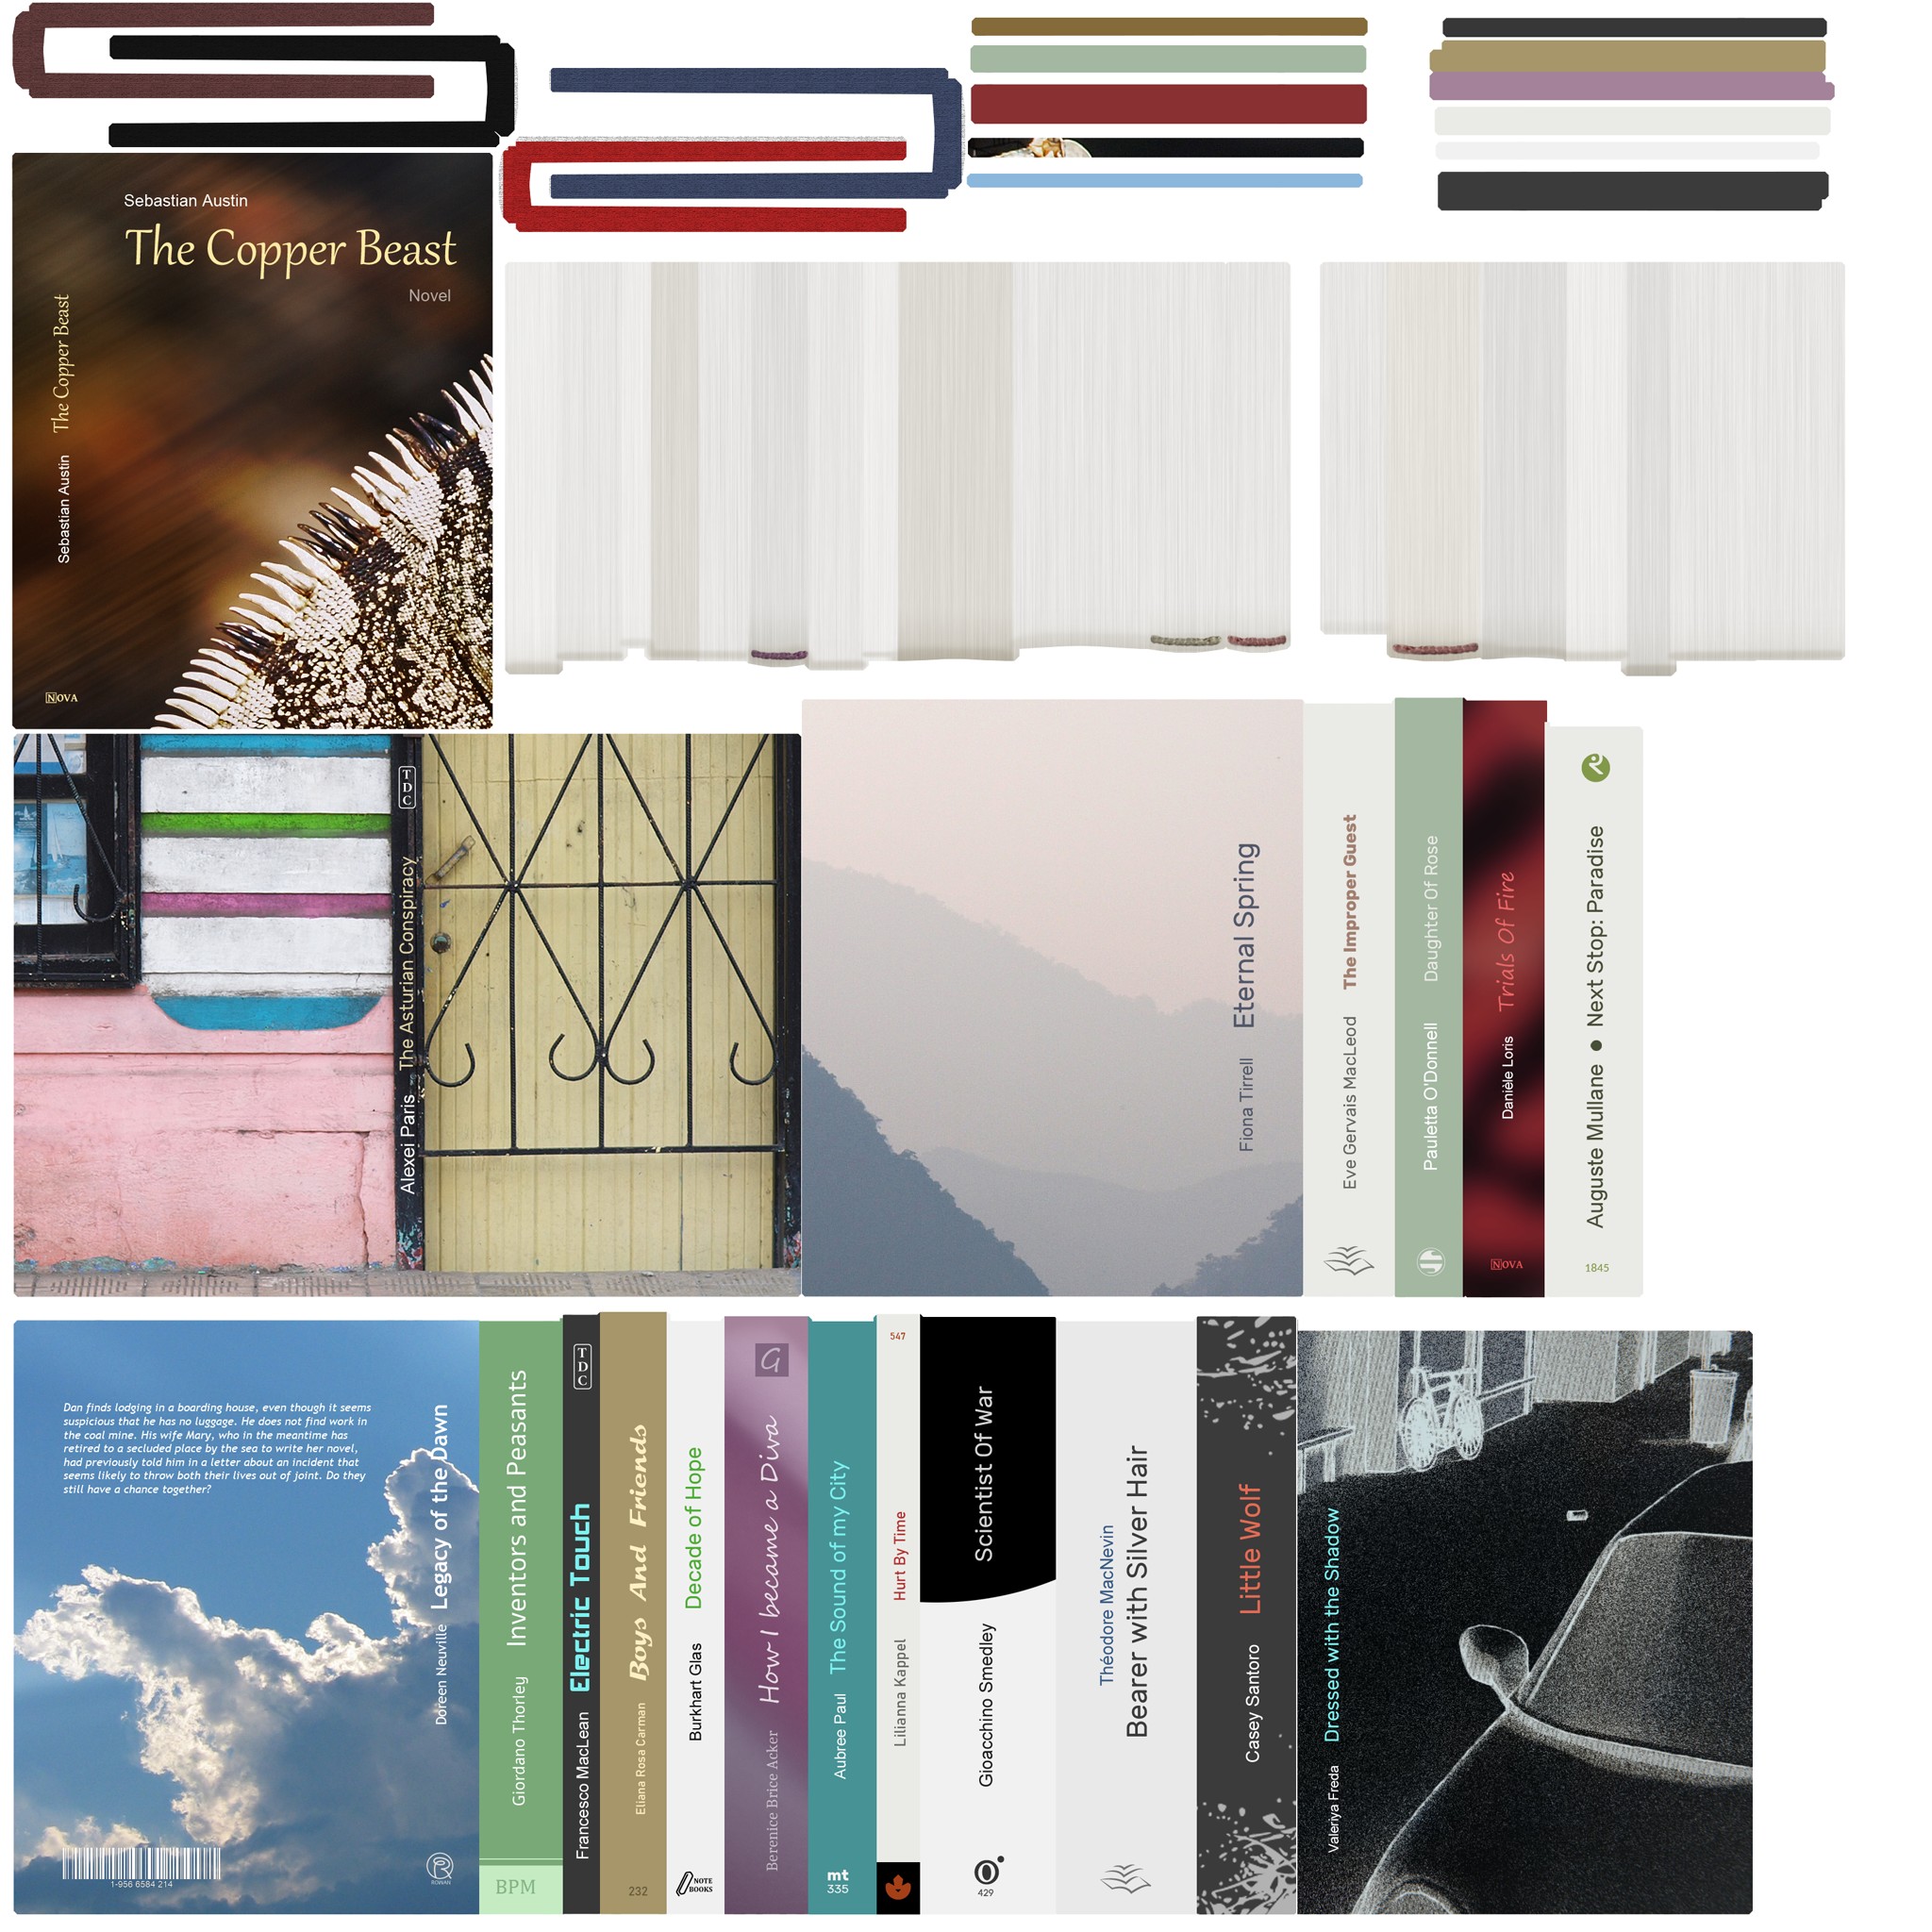 Sebastian Austin
The Copper Beast
Novel
Sebastian Austin The Copper Beast
NOVA
TDC
Alexei Paris The Asturian Conspiracy
Fiona Tirrell Eternal Spring
Eve Gervais MacLeod The Improper Guest
Pauletta O'Donnell Daughter Of Rose
Danièle Loris Trials Of Fire
NOVA
Auguste Mullane ● Next Stop: Paradise
1845
Dan finds lodging in a boarding house, even though it seems
suspicious that he has no luggage. He does not find work in
the coal mine. His wife Mary, who in the meantime has
retired to a secluded place by the sea to write her novel,
had previously told him in a letter about an incident that
seems likely to throw both their lives out of joint. Do they
still have a chance together?
1-956 6584 214
Doreen Neuville Legacy of the Dawn
RONAN
Giordano Thorley Inventors and Peasants
BPM
TDC
Francesco MacLean Electric Touch
Eliana Rosa Carman Boys And Friends
232
Burkhart Glas Decade of Hope
NOTE
BOOKS
G
Berenice Brice Acker How I became a Diva
Aubree Paul The Sound of my City
mt
335
547
Lilianna Kappel Hurt By Time
Gioacchino Smedley Scientist Of War
429
Théodore MacNevin
Bearer with Silver Hair
Casey Santoro Little Wolf
Valeriya Freda Dressed with the Shadow